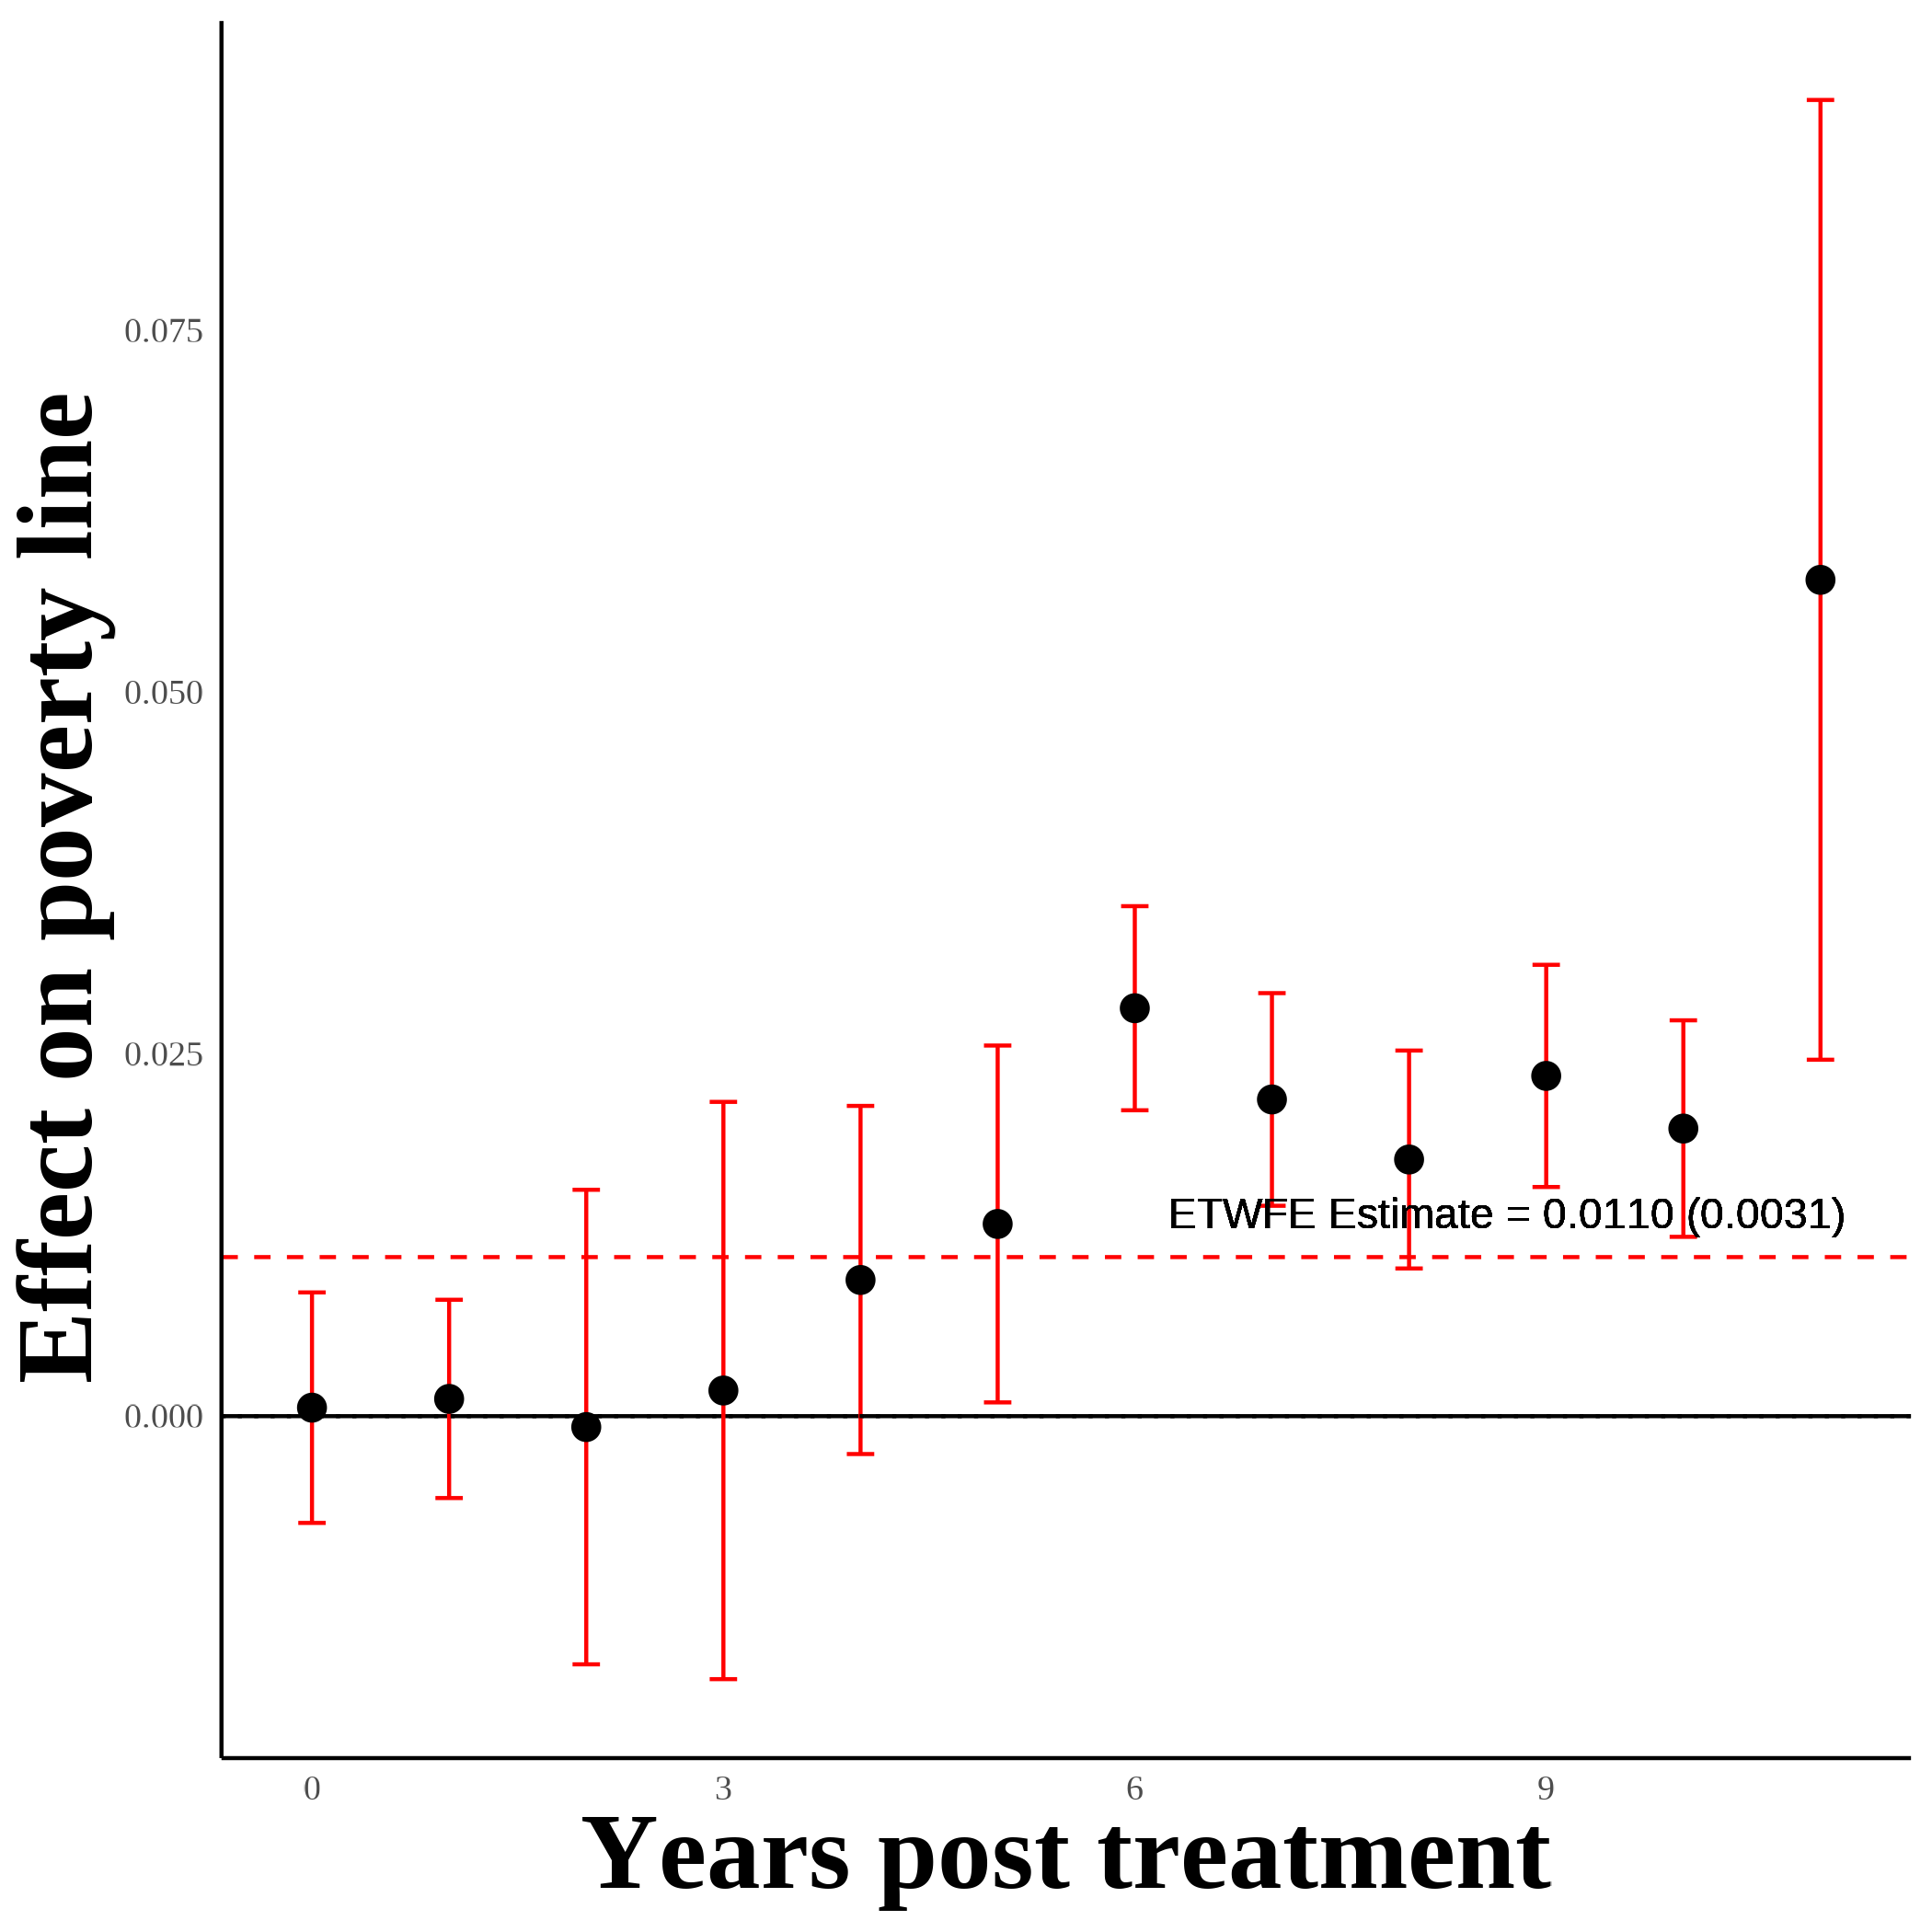 Effect on poverty line
0.075
0.050
0.025
0.000
ETWFE Estimate = 0.0110 (0.0031)
0 3 6 9
Years post treatment